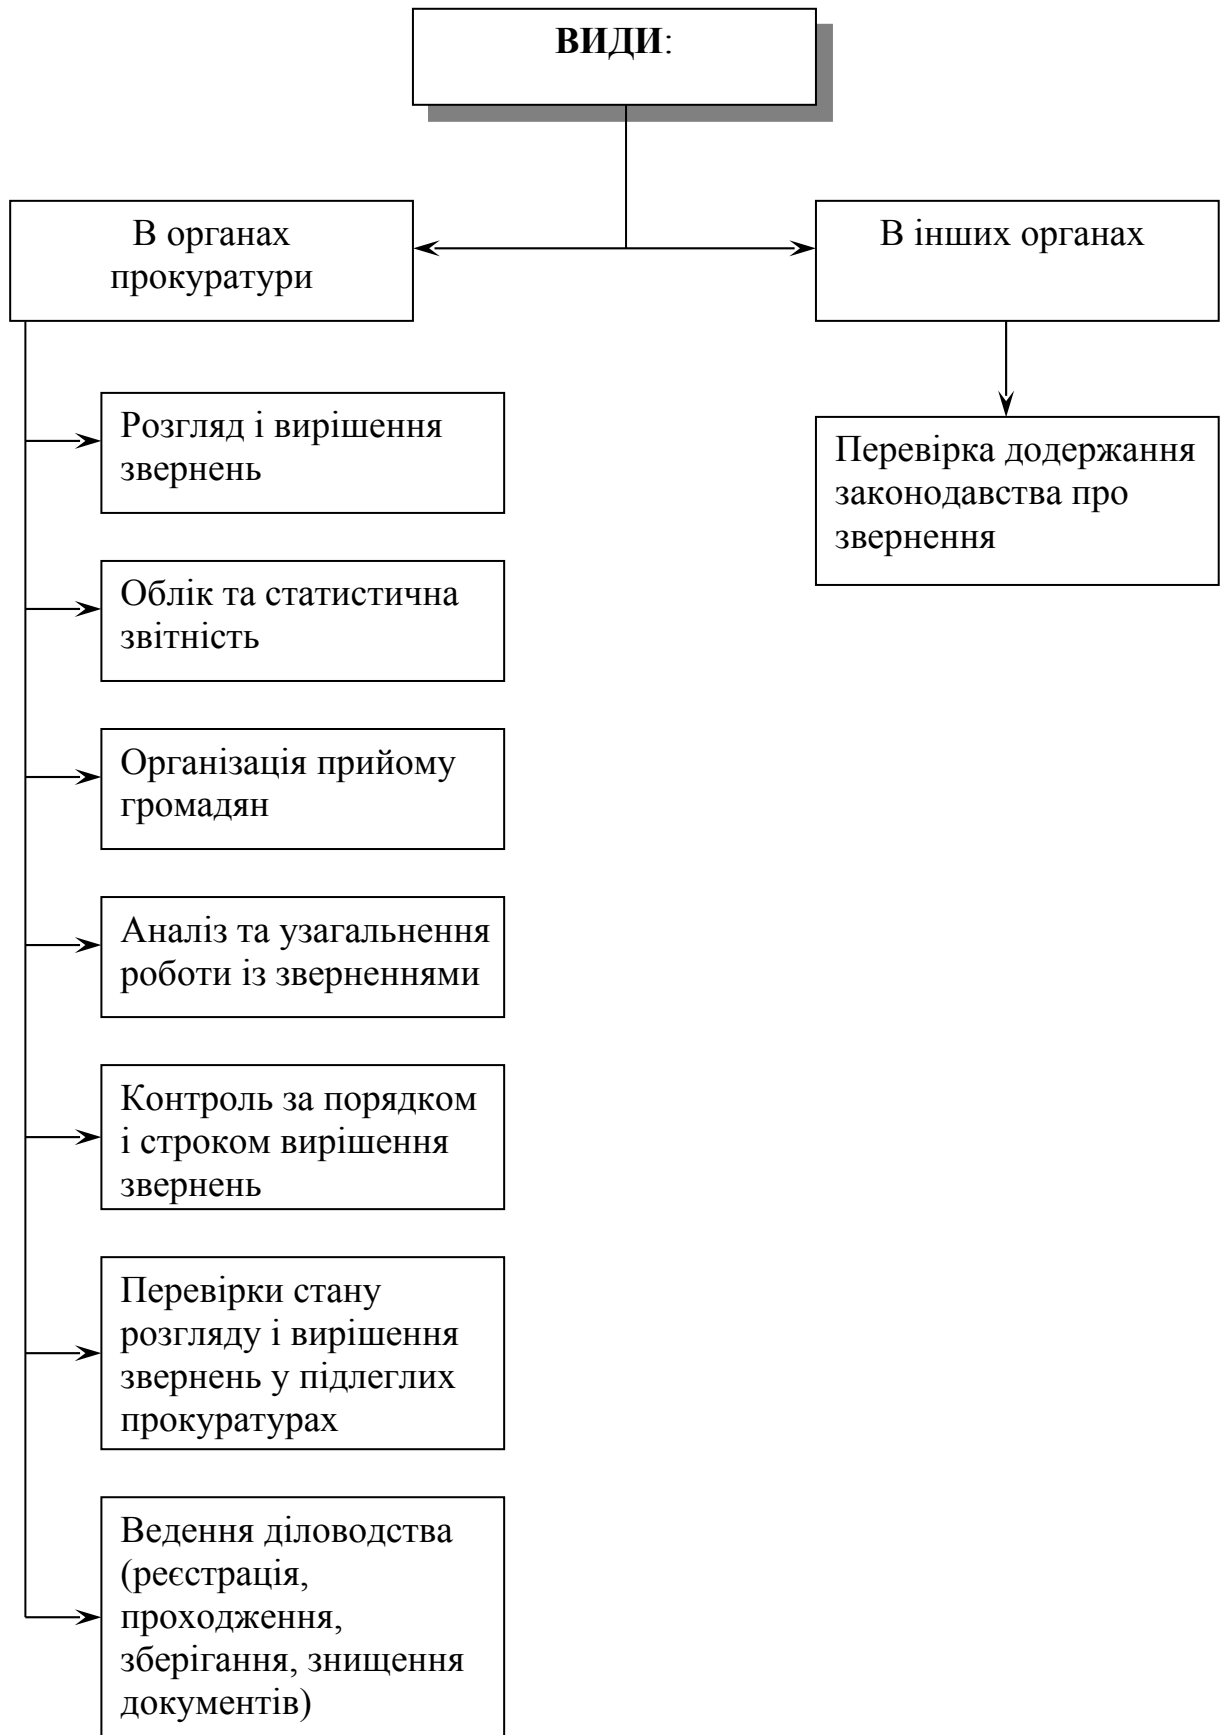 ВИДИ:
В органах
прокуратури
В інших органах
Розгляд і вирішення
звернень
Облік та статистична
звітність
Організація прийому
громадян
Аналіз та узагальнення
роботи із зверненнями
Контроль за порядком
і строком вирішення
звернень
Перевірки стану
розгляду і вирішення
звернень у підлеглих
прокуратурах
Ведення діловодства
(реєстрація,
проходження,
зберігання, знищення
документів)
Перевірка додержання
законодавства про
звернення